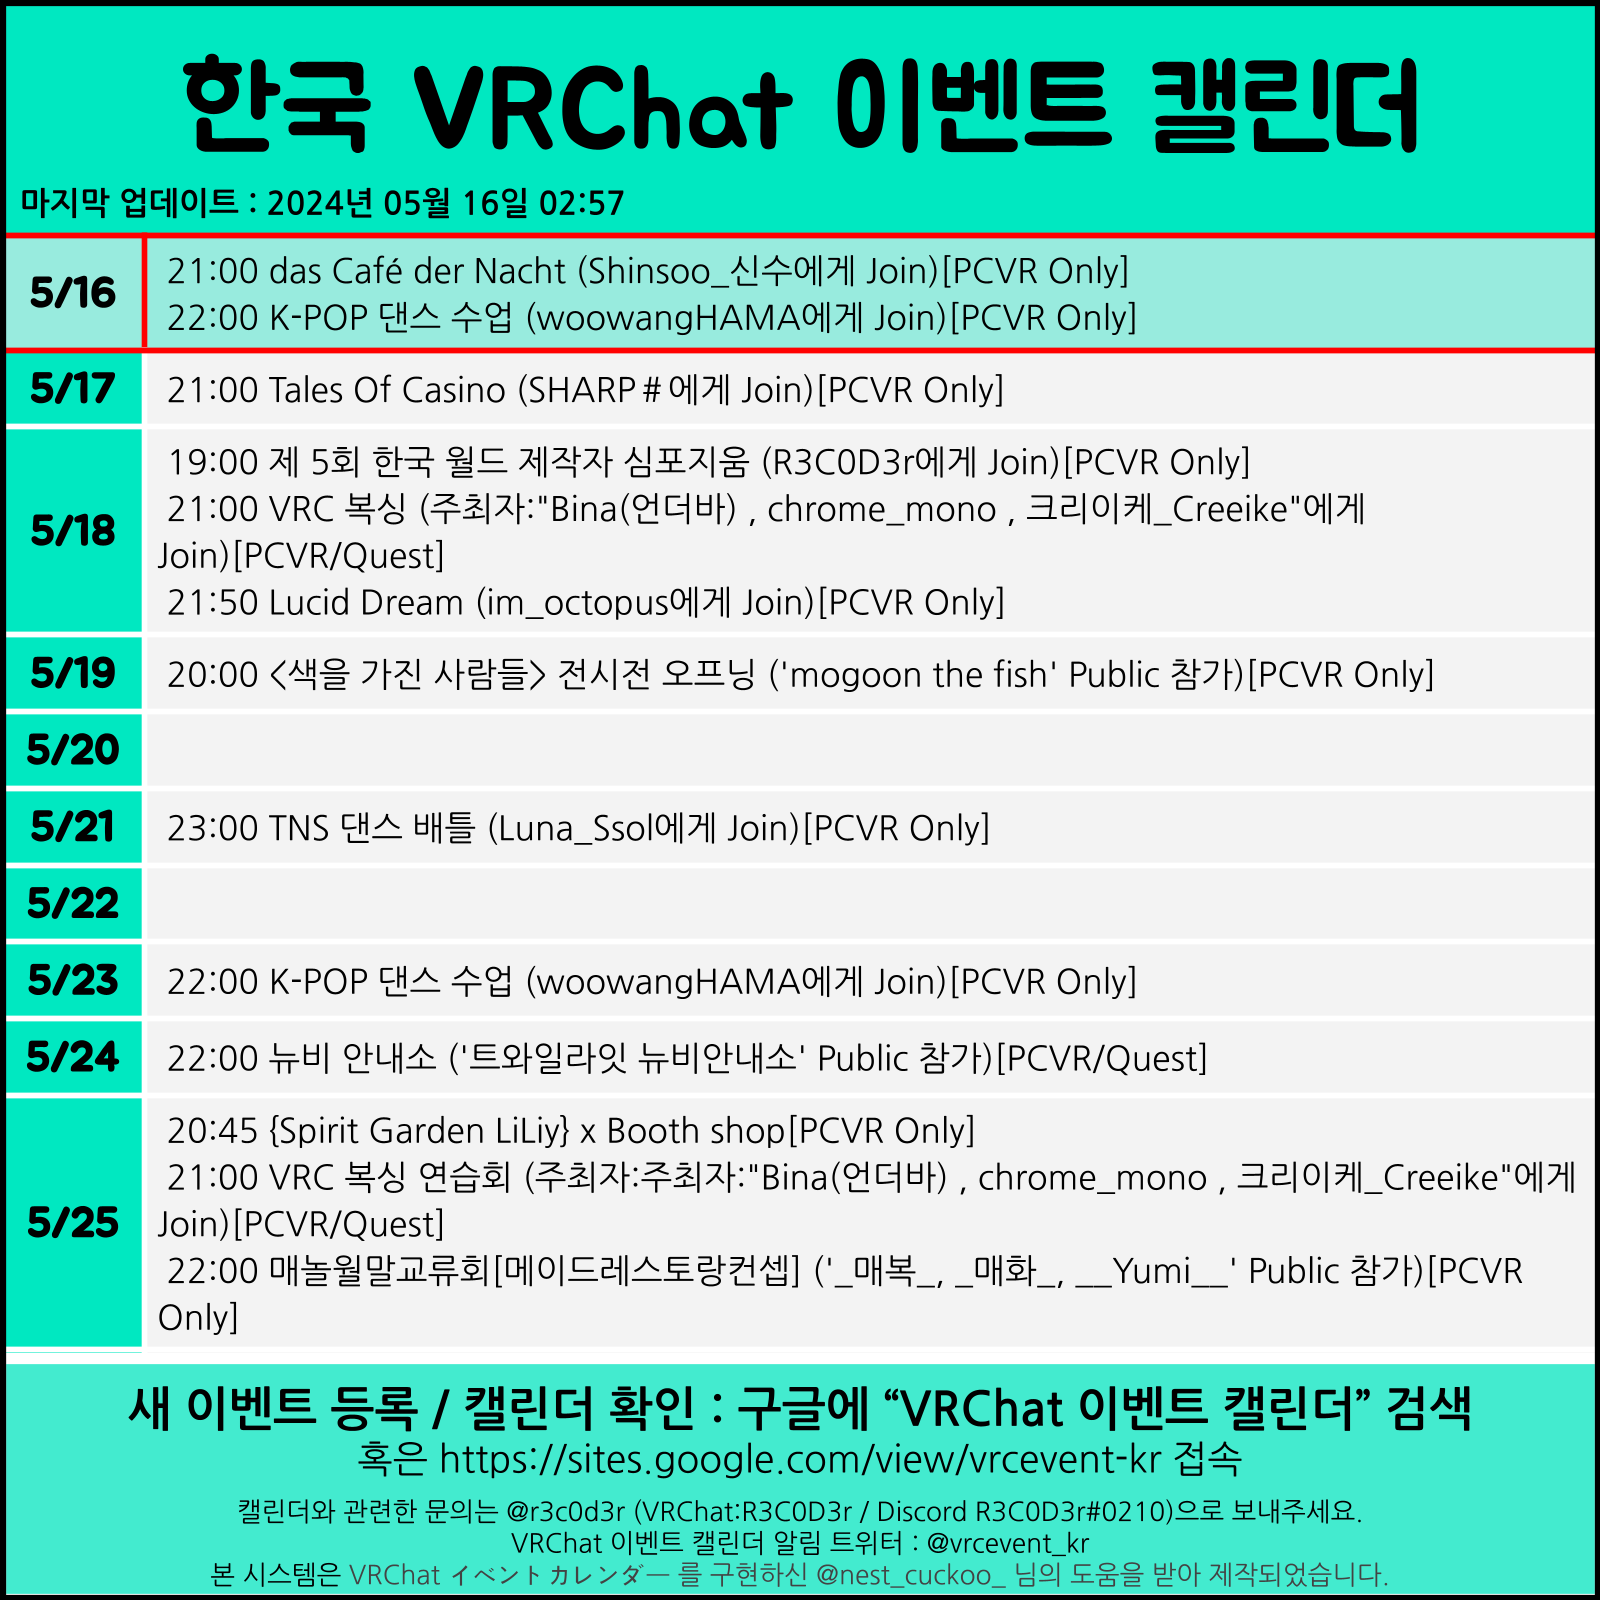 한국 VRChat 이벤트 캘린더
마지막 업데이트 : 2024년 05월 16일 02:57
5/16
21:00 das Café der Nacht (Shinsoo_신수에게 Join)[PCVR Only]
22:00 K-POP 댄스 수업 (woowangHAMA에게 Join)[PCVR Only]
5/17
21:00 Tales Of Casino (SHARP＃에게 Join)[PCVR Only]
5/18
19:00 제 5회 한국 월드 제작자 심포지움 (R3C0D3r에게 Join)[PCVR Only]
21:00 VRC 복싱 (주최자:"Bina(언더바) , chrome_mono , 크리이케_Creeike"에게
Join)[PCVR/Quest]
21:50 Lucid Dream (im_octopus에게 Join)[PCVR Only]
5/19
20:00 <색을 가진 사람들> 전시전 오프닝 ('mogoon the fish' Public 참가)[PCVR Only]
5/20
5/21
23:00 TNS 댄스 배틀 (Luna_Ssol에게 Join)[PCVR Only]
5/22
5/23
22:00 K-POP 댄스 수업 (woowangHAMA에게 Join)[PCVR Only]
5/24
22:00 뉴비 안내소 ('트와일라잇 뉴비안내소' Public 참가)[PCVR/Quest]
5/25
20:45 {Spirit Garden LiLiy} x Booth shop[PCVR Only]
21:00 VRC 복싱 연습회 (주최자:주최자:"Bina(언더바) , chrome_mono , 크리이케_Creeike"에게
Join)[PCVR/Quest]
22:00 매놀월말교류회[메이드레스토랑컨셉] ('_매복_, _매화_, __Yumi__' Public 참가)[PCVR
Only]
새 이벤트 등록 / 캘린더 확인 : 구글에 “VRChat 이벤트 캘린더” 검색
혹은 https://sites.google.com/view/vrcevent-kr 접속
캘린더와 관련한 문의는 @r3c0d3r (VRChat:R3C0D3r / Discord R3C0D3r#0210)으로 보내주세요.
VRChat 이벤트 캘린더 알림 트위터 : @vrcevent_kr
본 시스템은 VRChat イベントカレンダー 를 구현하신 @nest_cuckoo_ 님의 도움을 받아 제작되었습니다.